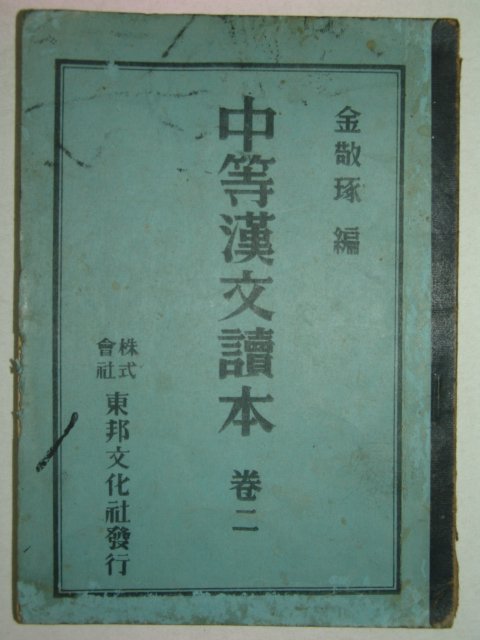 金敬琢 編
中等漢文讀本 卷二
株式會社 東邦文化社發行